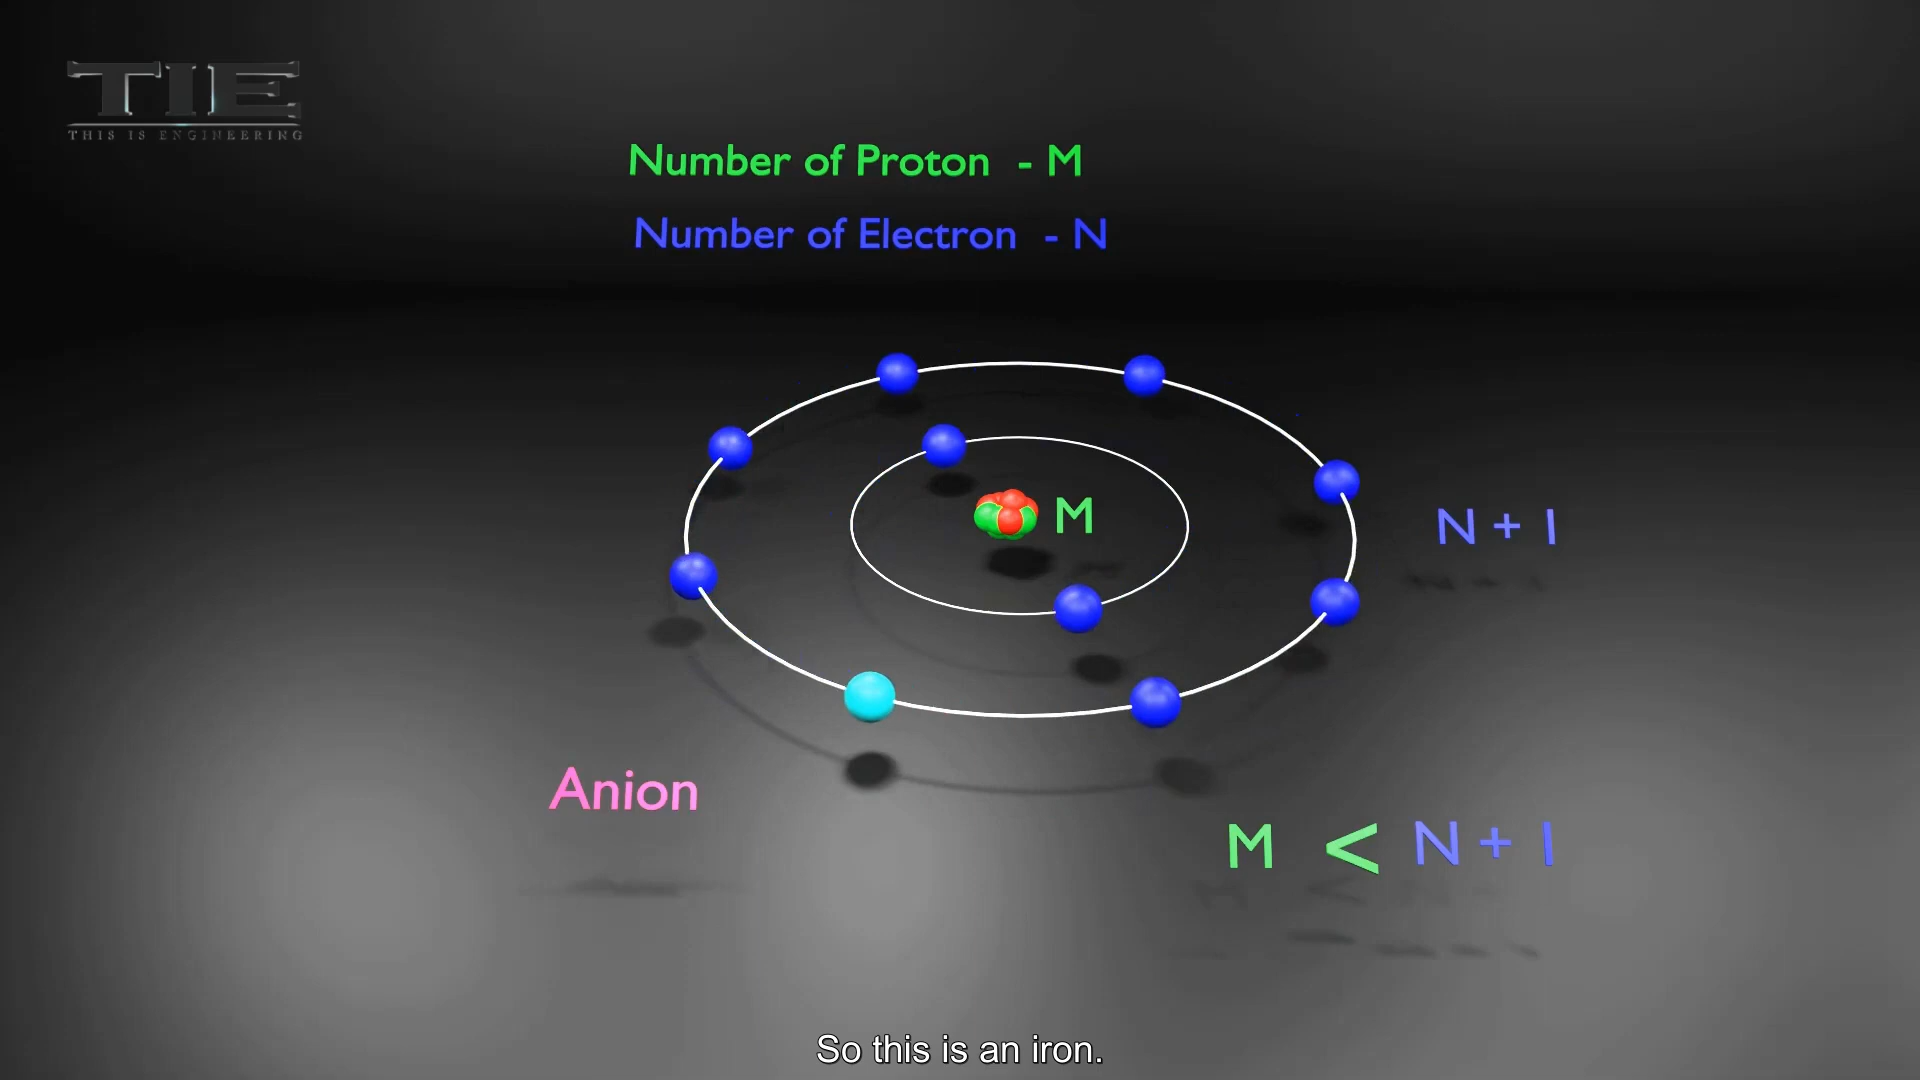 TIE
THIS IS ENGINEERING
Number of Proton - M
Number of Electron - N
M
N + 1
Anion
M < N + 1
So this is an iron.